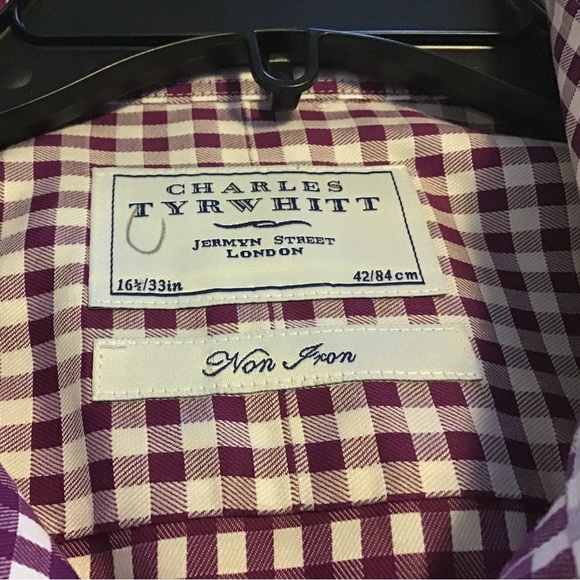 CHARLES
TYRWHITT
JERMYN STREET
LONDON
16½/33in 42/84cm
Non Iron